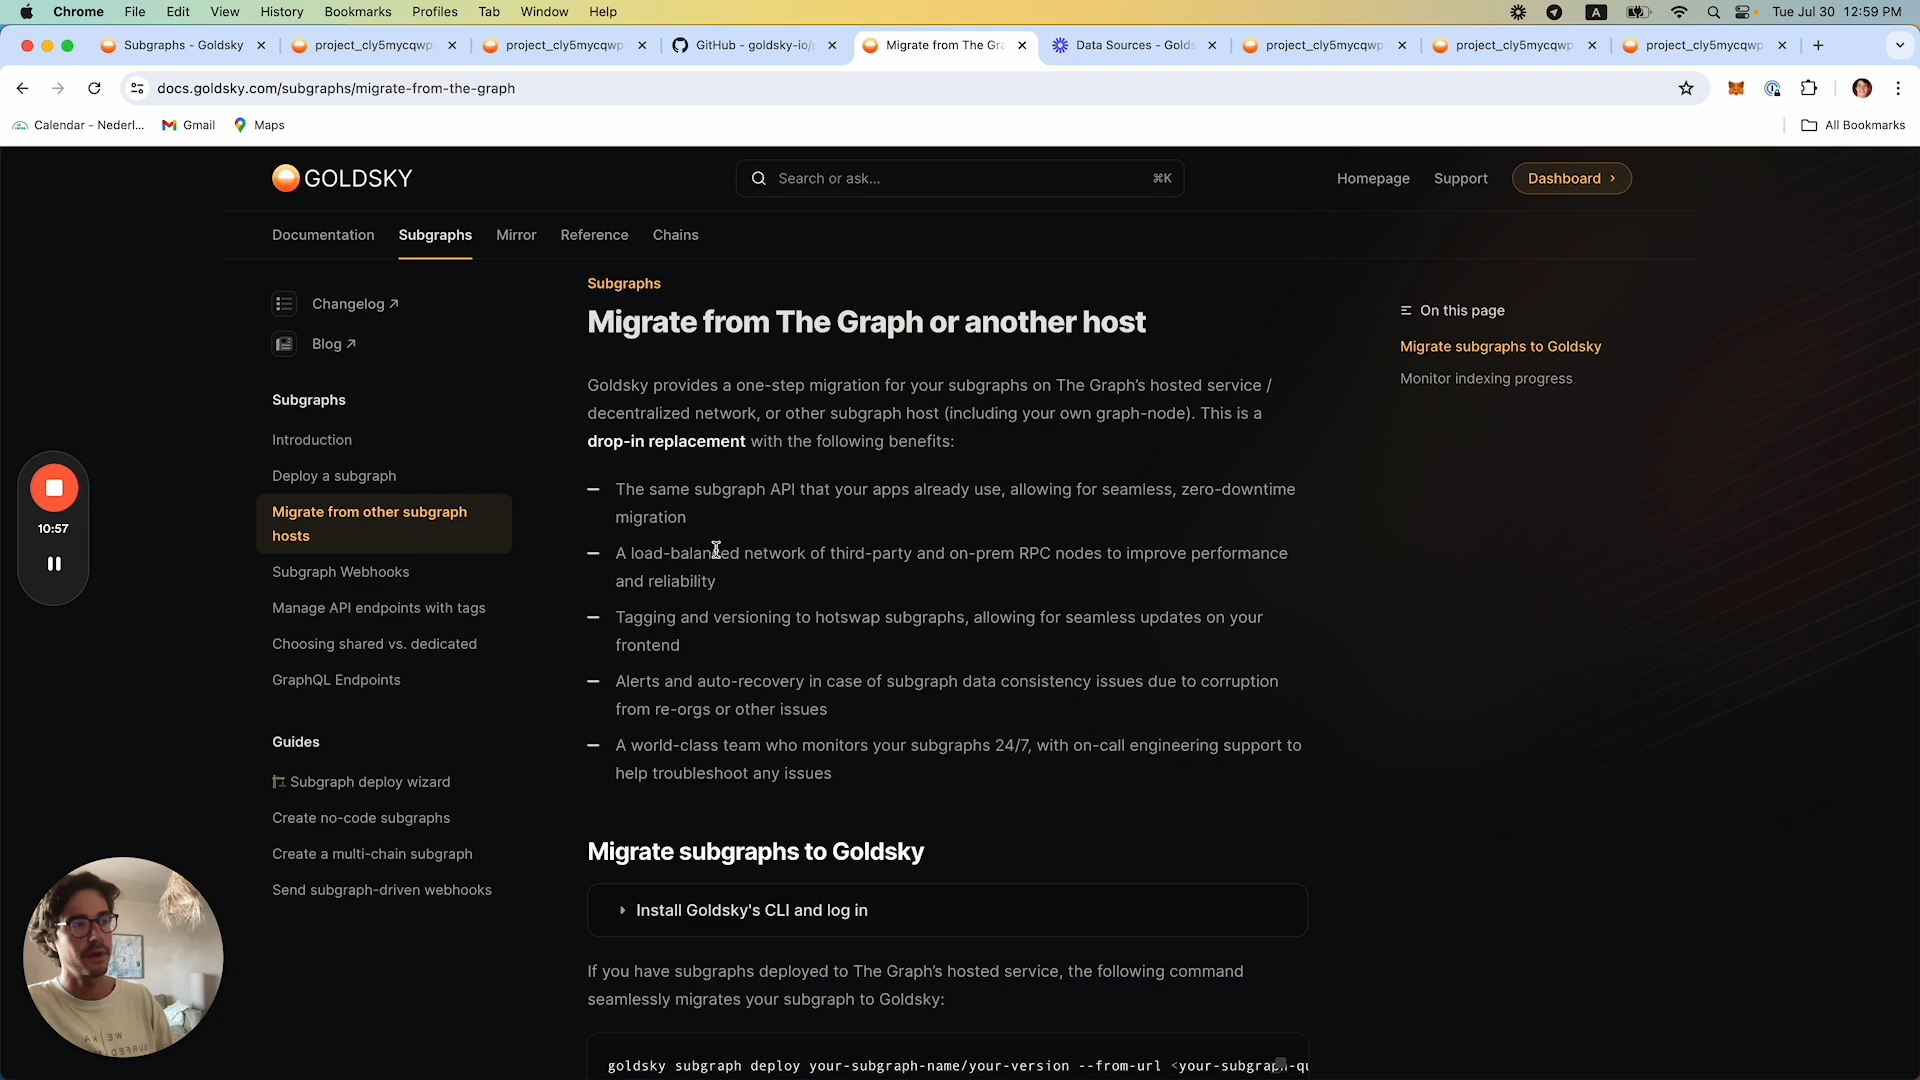 Chrome File Edit View History Bookmarks Profiles Tab Window Help
A
Tue Jul 30 12:59 PM
Subgraphs - Goldsky
project_cly5mycqwp
project_cly5mycqwp
GitHub - goldsky-io/
Migrate from The Gra
Data Sources - Golds
project_cly5mycqwp
project_cly5mycqwp
project_cly5mycqwp
docs.goldsky.com/subgraphs/migrate-from-the-graph
Calendar - Nederl...
Gmail
Maps
All Bookmarks
GOLDSKY
Search or ask...
⌘K
Homepage
Support
Dashboard ›
Documentation
Subgraphs
Mirror
Reference
Chains
Changelog ↗
Blog ↗
Subgraphs
Introduction
Deploy a subgraph
Migrate from other subgraph
hosts
Subgraph Webhooks
Manage API endpoints with tags
Choosing shared vs. dedicated
GraphQL Endpoints
Guides
Subgraph deploy wizard
Create no-code subgraphs
Create a multi-chain subgraph
Send subgraph-driven webhooks
10:57
Subgraphs
Migrate from The Graph or another host
Goldsky provides a one-step migration for your subgraphs on The Graph's hosted service /
decentralized network, or other subgraph host (including your own graph-node). This is a
drop-in replacement with the following benefits:
– The same subgraph API that your apps already use, allowing for seamless, zero-downtime
migration
– A load-balanced network of third-party and on-prem RPC nodes to improve performance
and reliability
– Tagging and versioning to hotswap subgraphs, allowing for seamless updates on your
frontend
– Alerts and auto-recovery in case of subgraph data consistency issues due to corruption
from re-orgs or other issues
– A world-class team who monitors your subgraphs 24/7, with on-call engineering support to
help troubleshoot any issues
Migrate subgraphs to Goldsky
Install Goldsky's CLI and log in
If you have subgraphs deployed to The Graph's hosted service, the following command
seamlessly migrates your subgraph to Goldsky:
goldsky subgraph deploy your-subgraph-name/your-version --from-url <your-subgraph-qu
On this page
Migrate subgraphs to Goldsky
Monitor indexing progress